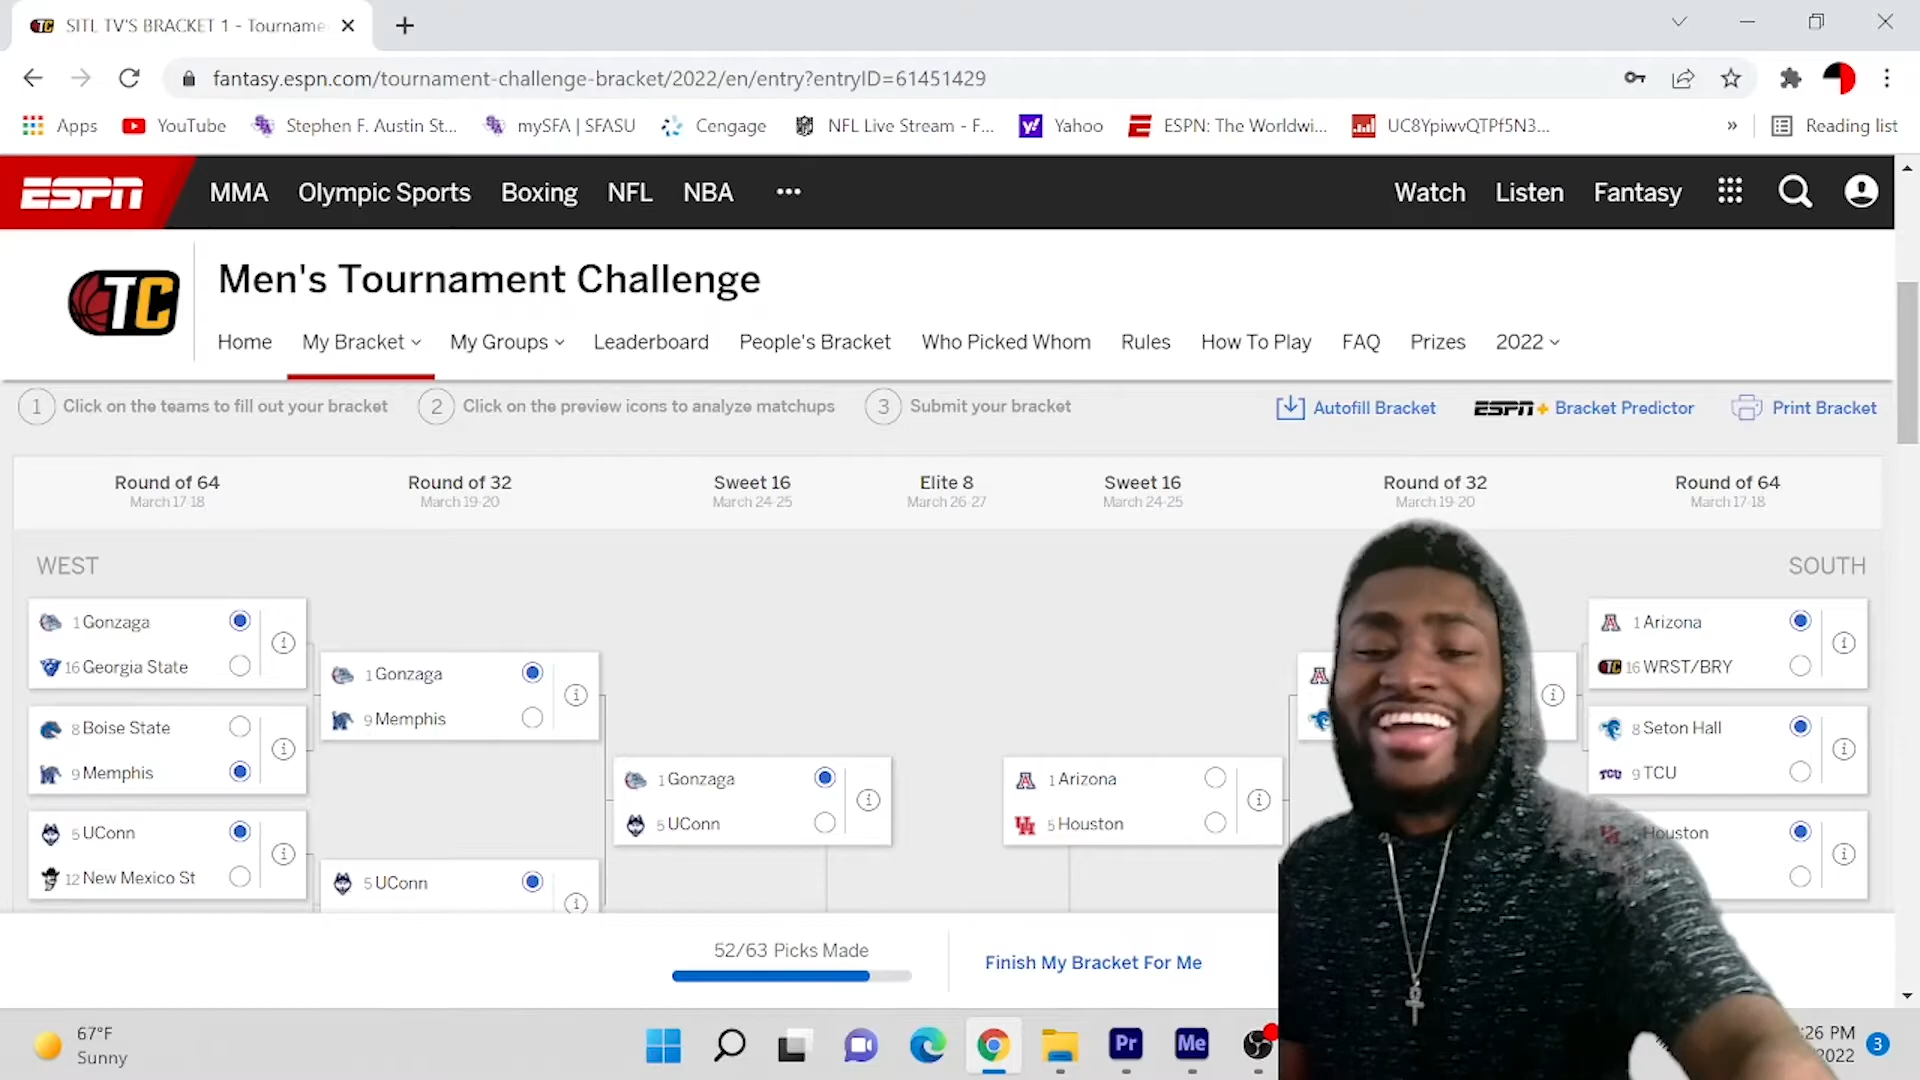 SITL TV'S BRACKET 1 - Tourname
fantasy.espn.com/tournament-challenge-bracket/2022/en/entry?entryID=61451429
Apps YouTube Stephen F. Austin St... mySFA | SFASU Cengage NFL Live Stream - F... Yahoo ESPN: The Worldwi... UC8YpiwvQTPf5N3... » Reading list
ESPN MMA Olympic Sports Boxing NFL NBA ••• Watch Listen Fantasy
TC
Men's Tournament Challenge
Home My Bracket My Groups Leaderboard People's Bracket Who Picked Whom Rules How To Play FAQ Prizes 2022
1 Click on the teams to fill out your bracket 2 Click on the preview icons to analyze matchups 3 Submit your bracket Autofill Bracket ESPN+ Bracket Predictor Print Bracket
Round of 64 Round of 32 Sweet 16 Elite 8 Sweet 16 Round of 32 Round of 64
March 17-18 March 19-20 March 24-25 March 26-27 March 24-25 March 19-20 March 17-18
WEST SOUTH
1 Gonzaga
16 Georgia State
8 Boise State
9 Memphis
5 UConn
12 New Mexico St
1 Gonzaga
9 Memphis
5 UConn
1 Gonzaga
5 UConn
1 Arizona
5 Houston
1 Arizona
16 WRST/BRY
8 Seton Hall
9 TCU
Houston
52/63 Picks Made
Finish My Bracket For Me
67°F
Sunny
Pr Me
:26 PM
2022
3